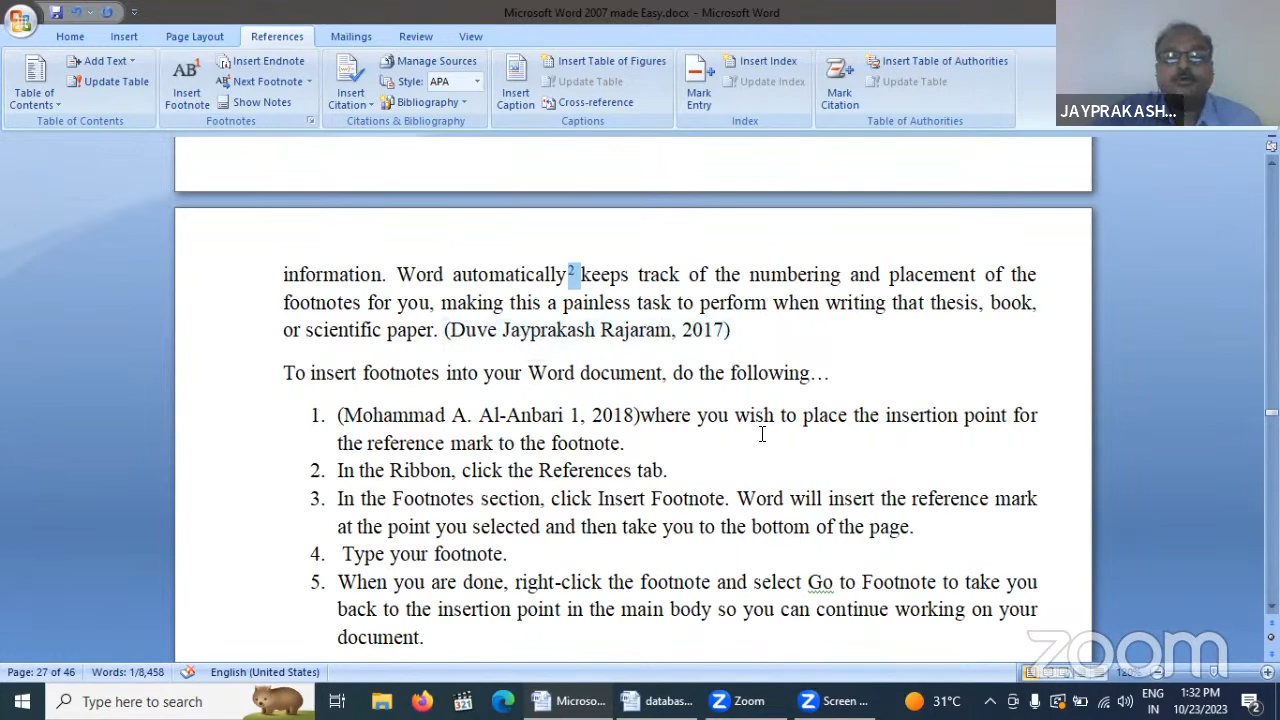 Microsoft Word 2007 made Easy.docx - Microsoft Word
Home Insert Page Layout References Mailings Review View
Table of Contents
Add Text
Update Table
Table of Contents
AB1
Insert Footnote
Insert Endnote
Next Footnote
Show Notes
Footnotes
Insert Citation
Manage Sources
Style: APA
Bibliography
Citations & Bibliography
Insert Caption
Insert Table of Figures
Update Table
Cross-reference
Captions
Mark Entry
Insert Index
Update Index
Index
Mark Citation
Insert Table of Authorities
Update Table
Table of Authorities
JAYPRAKASH...
information. Word automatically2 keeps track of the numbering and placement of the
footnotes for you, making this a painless task to perform when writing that thesis, book,
or scientific paper. (Duve Jayprakash Rajaram, 2017)
To insert footnotes into your Word document, do the following…
1. (Mohammad A. Al-Anbari 1, 2018)where you wish to place the insertion point for
the reference mark to the footnote.
2. In the Ribbon, click the References tab.
3. In the Footnotes section, click Insert Footnote. Word will insert the reference mark
at the point you selected and then take you to the bottom of the page.
4. Type your footnote.
5. When you are done, right-click the footnote and select Go to Footnote to take you
back to the insertion point in the main body so you can continue working on your
document.
zoom
Page: 27 of 46 Words: 1/8,458 English (United States)
Type here to search
Microso... databas... Zoom Screen ... 31°C
ENG
IN
1:32 PM
10/23/2023
2